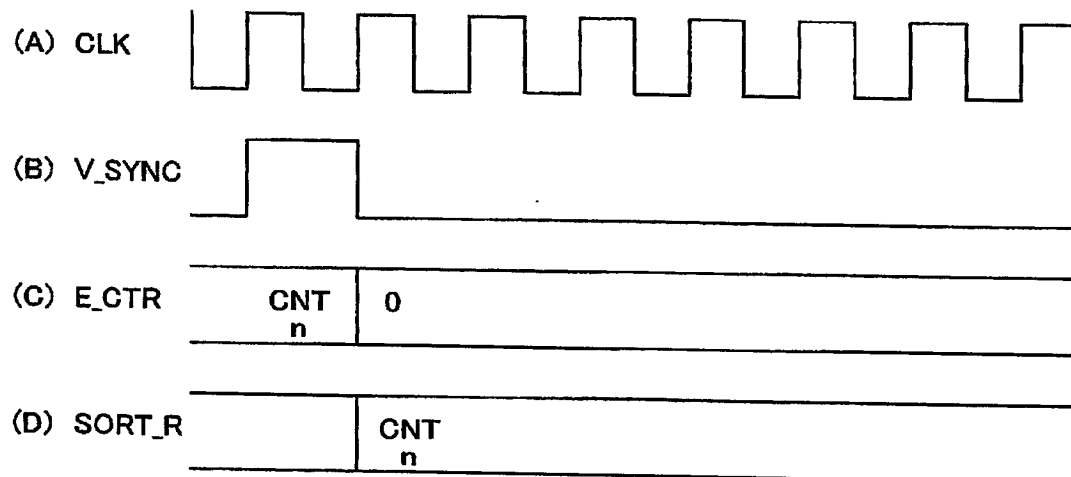 (A) CLK
(B) V_SYNC
(C) E_CTR
CNT 0
n
(D) SORT_R
CNT
n